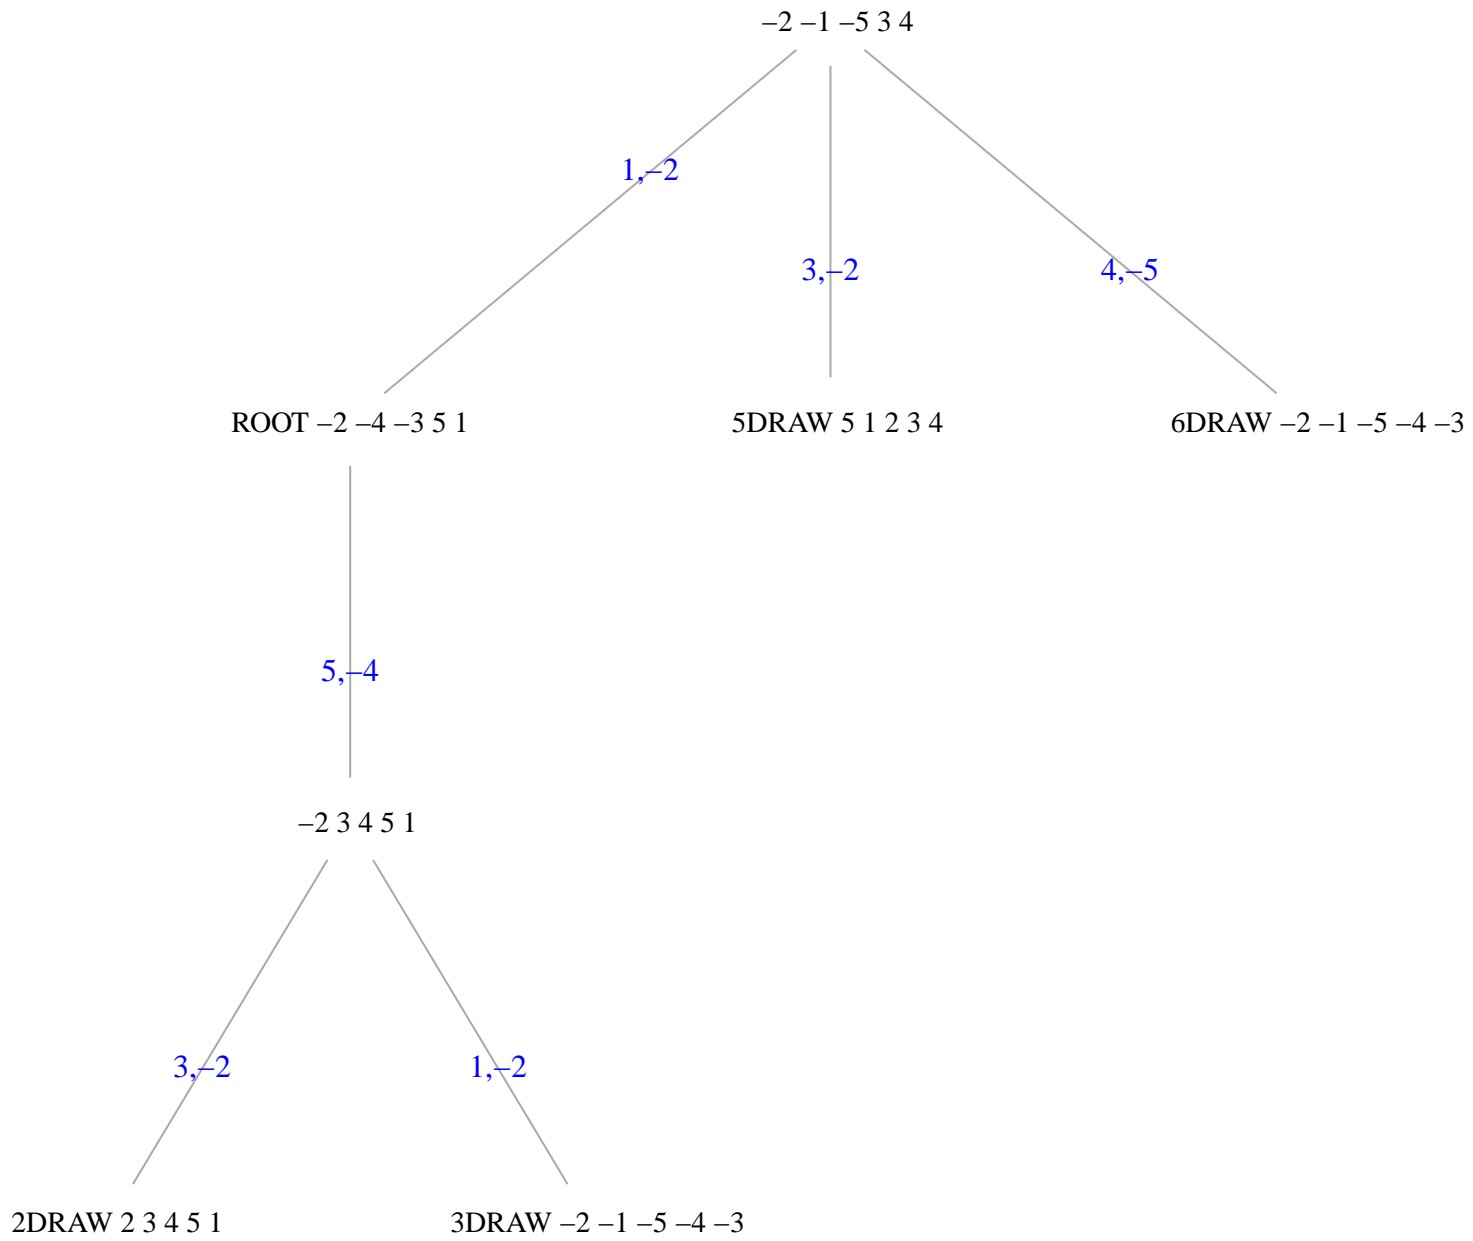 –2 –1 –5 3 4
1,–2
3,–2
4,–5
ROOT –2 –4 –3 5 1
5DRAW 5 1 2 3 4
6DRAW –2 –1 –5 –4 –3
5,–4
–2 3 4 5 1
3,–2
1,–2
2DRAW 2 3 4 5 1
3DRAW –2 –1 –5 –4 –3